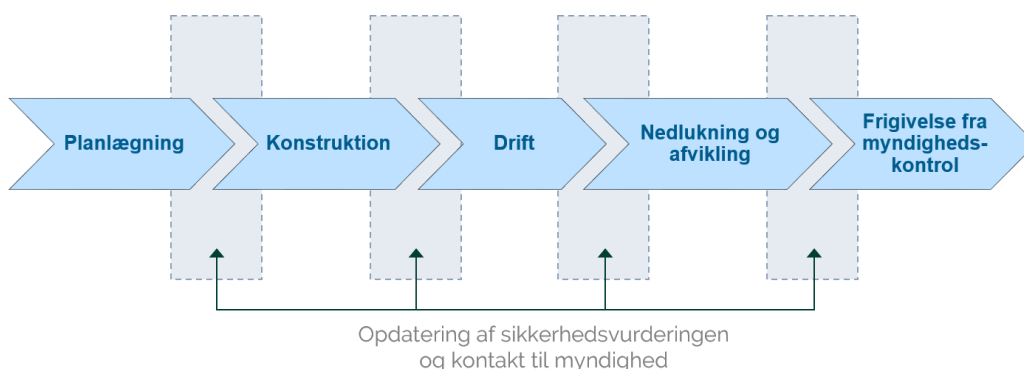 Planlægning
Konstruktion
Drift
Nedlukning og
afvikling
Frigivelse fra
myndigheds-
kontrol
Opdatering af sikkerhedsvurderingen
og kontakt til myndighed